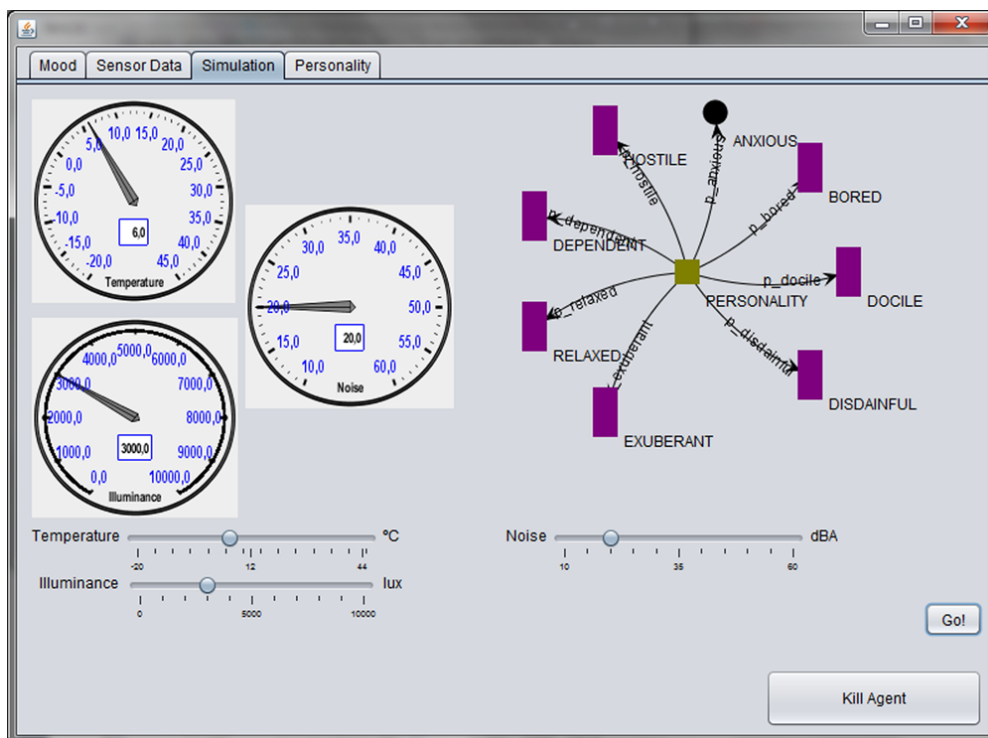 Mood Sensor Data Simulation Personality
-20,0 -15,0 -10,0 -5,0 0,0 5,0 10,0 15,0 20,0 25,0 30,0 35,0 40,0 45,0
6,0
Temperature
10,0 15,0 20,0 25,0 30,0 35,0 40,0 45,0 50,0 55,0 60,0
20,0
Noise
0,0 1000,0 2000,0 3000,0 4000,0 5000,0 6000,0 7000,0 8000,0 9000,0 10000,0
3000,0
Illuminance
ANXIOUS
HOSTILE
BORED
DEPENDENT
DOCILE
PERSONALITY
RELAXED
DISDAINFUL
EXUBERANT
p_anxious
p_bored
p_dependent
p_docile
p_relaxed
p_disdainful
Temperature °C
-20 12 44
Illuminance lux
0 5000 10000
Noise dBA
10 35 60
Go!
Kill Agent